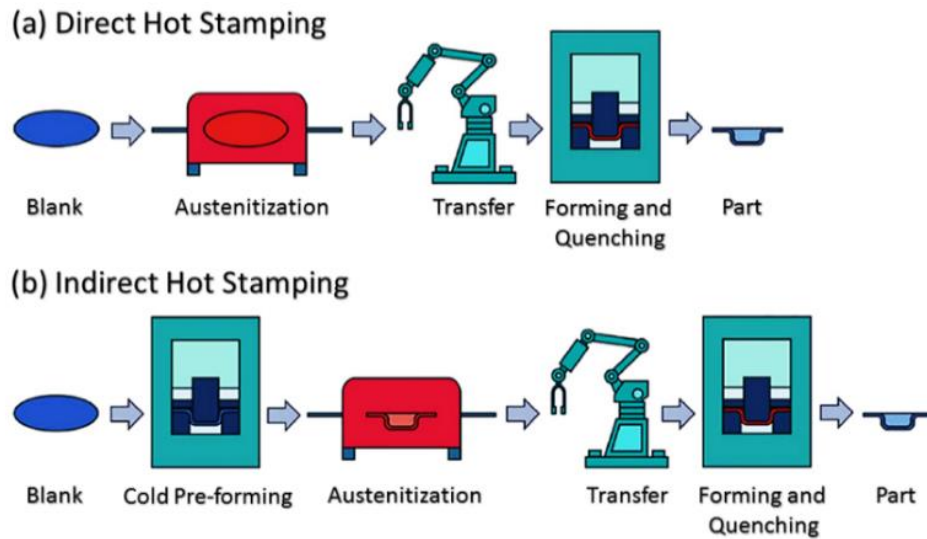 (a) Direct Hot Stamping
Blank
Austenitization
Transfer
Forming and
Quenching
Part
(b) Indirect Hot Stamping
Blank
Cold Pre-forming
Austenitization
Transfer
Forming and
Quenching
Part